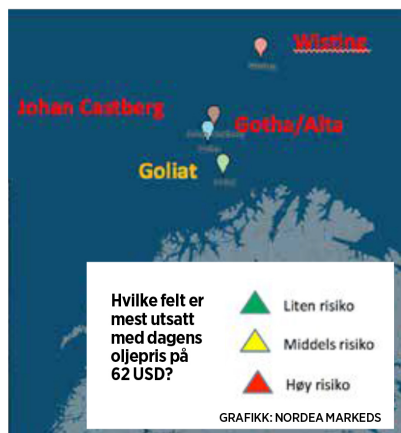 Wisting
Johan Castberg
Gotha/Alta
Goliat
Hvilke felt er
mest utsatt
med dagens
oljepris på
62 USD?
Liten risiko
Middels risiko
Høy risiko
GRAFIKK: NORDEA MARKEDS